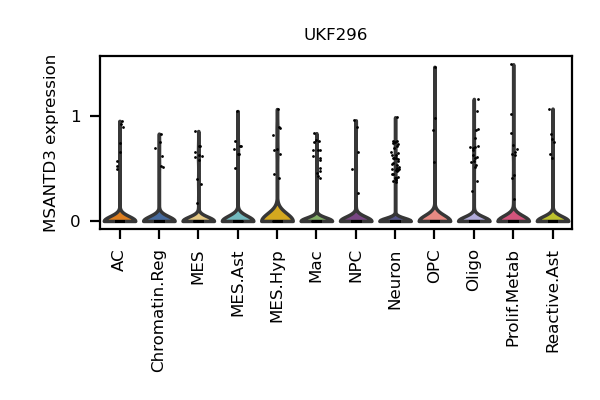 UKF296
MSANTD3 expression
1
0
AC
Chromatin.Reg
MES
MES.Ast
MES.Hyp
Mac
NPC
Neuron
OPC
Oligo
Prolif.Metab
Reactive.Ast